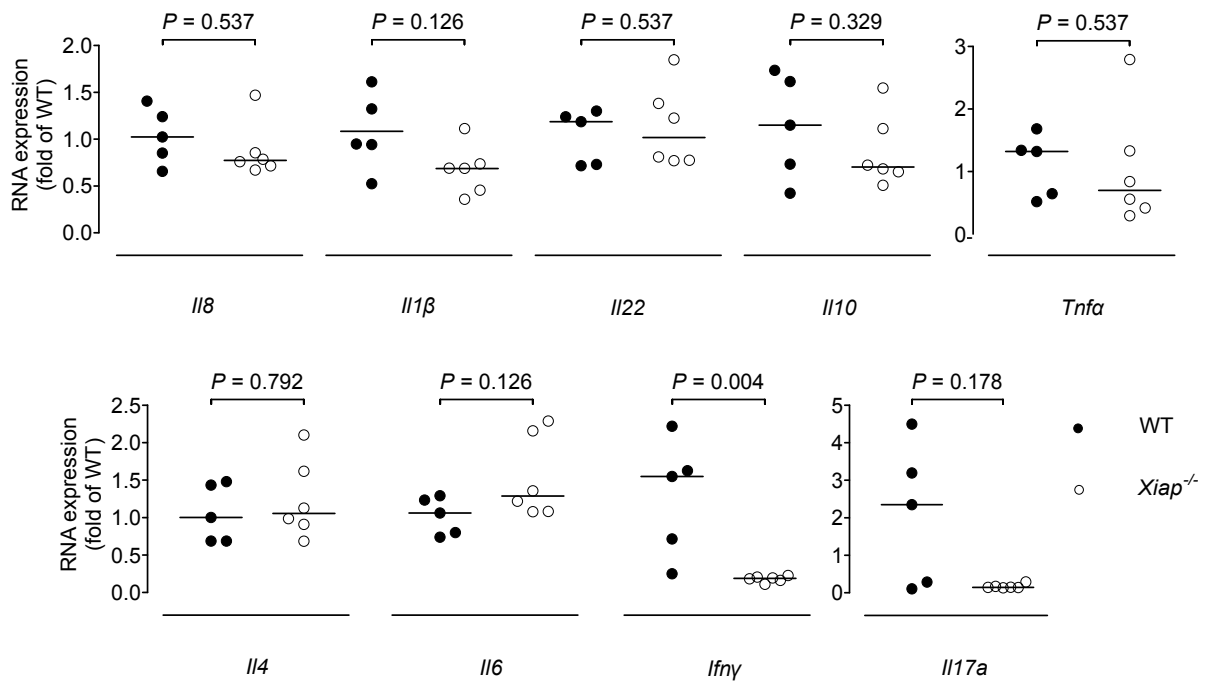 P = 0.537 P = 0.126 P = 0.537 P = 0.329 P = 0.537
RNA expression
(fold of WT)
2.0 3
1.5
2
1.0
1
0.5
0.0 0
Il8 Il1β Il22 Il10 Tnfα
P = 0.792 P = 0.126 P = 0.004 P = 0.178
RNA expression
(fold of WT)
2.5 5
2.0 4
1.5 3
1.0 2
0.5 1
0.0 0
WT
Xiap-/-
Il4 Il6 Ifnγ Il17a